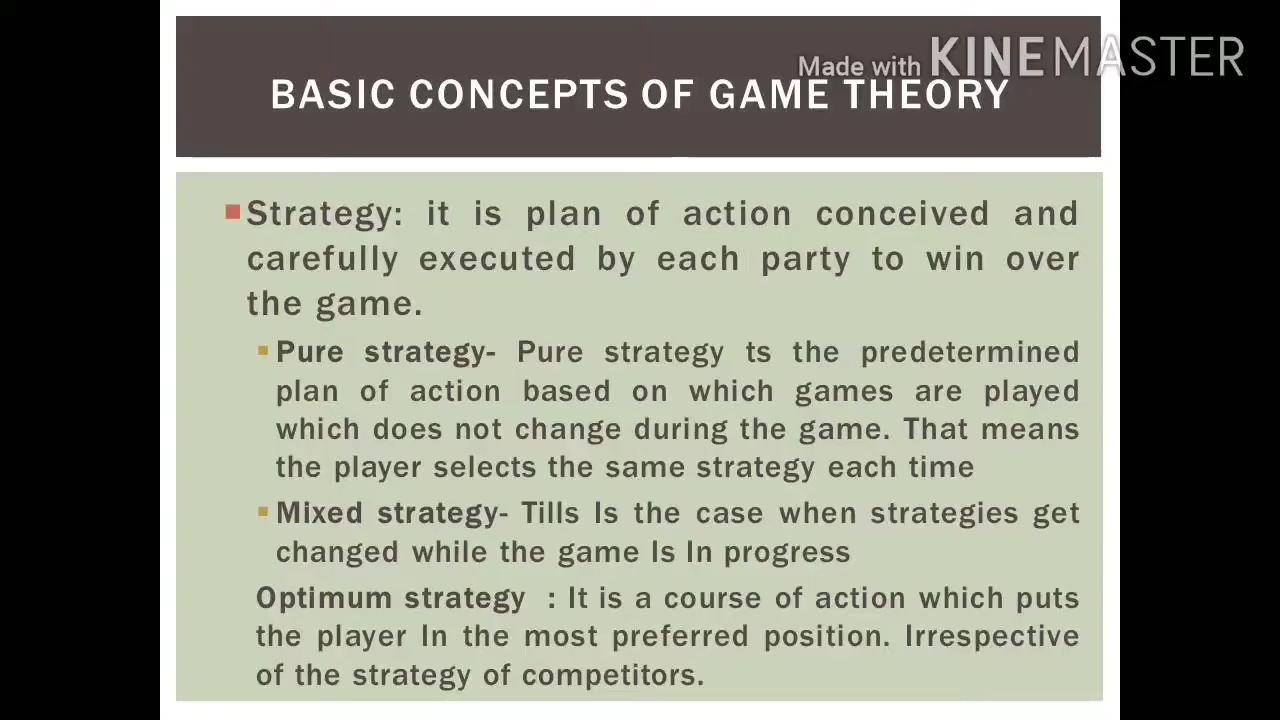 Made with KINEMASTER
BASIC CONCEPTS OF GAME THEORY
Strategy: it is plan of action conceived and
carefully executed by each party to win over
the game.
Pure strategy- Pure strategy ts the predetermined
plan of action based on which games are played
which does not change during the game. That means
the player selects the same strategy each time
Mixed strategy- Tills Is the case when strategies get
changed while the game Is In progress
Optimum strategy : It is a course of action which puts
the player In the most preferred position. Irrespective
of the strategy of competitors.